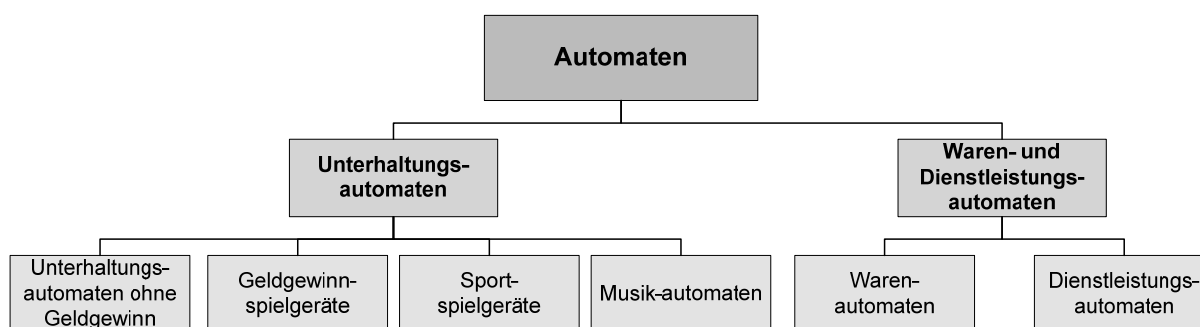 Automaten
Unterhaltungs-
automaten
Waren- und
Dienstleistungs-
automaten
Unterhaltungs-
automaten ohne
Geldgewinn
Geldgewinn-
spielgeräte
Sport-
spielgeräte
Musik-automaten
Waren-
automaten
Dienstleistungs-
automaten